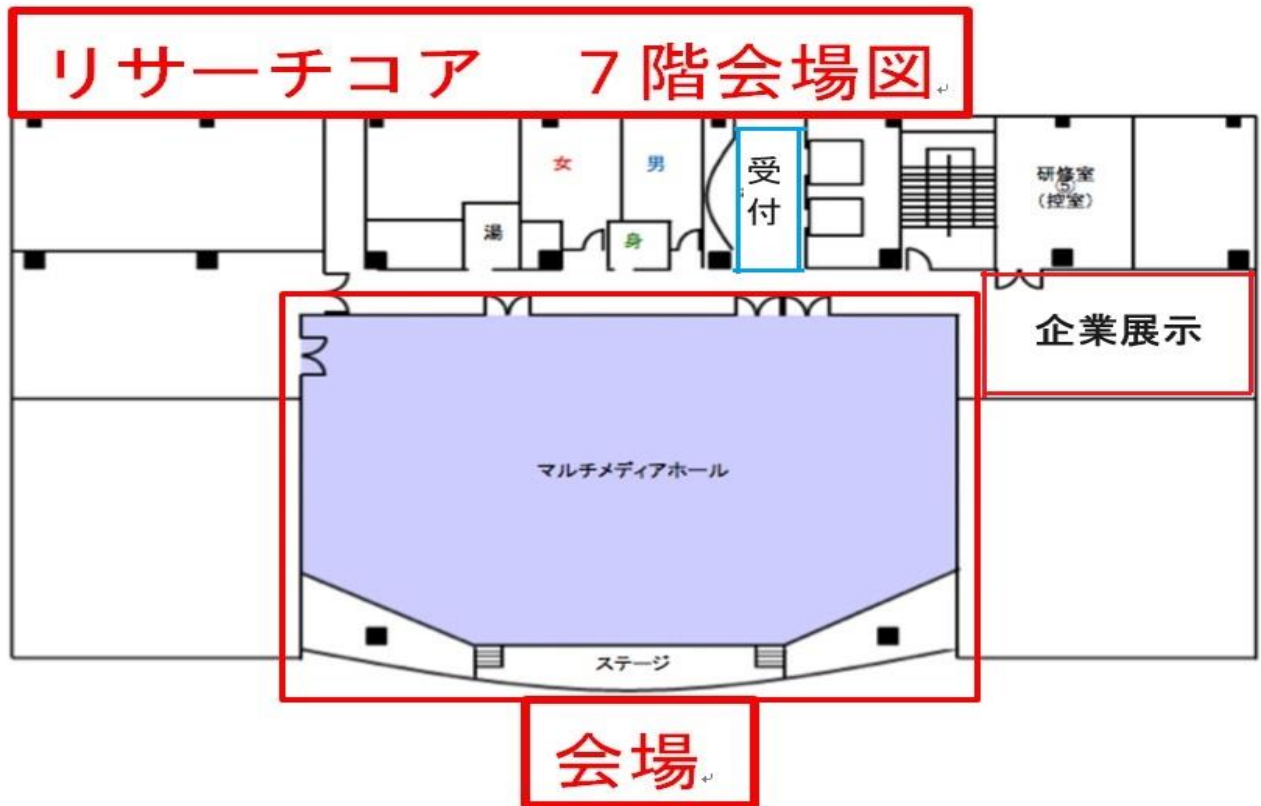 リサーチコア　７階会場図
女
男
受
付
研修室
⑤
（控室）
湯
身
企業展示
マルチメディアホール
ステージ
会場